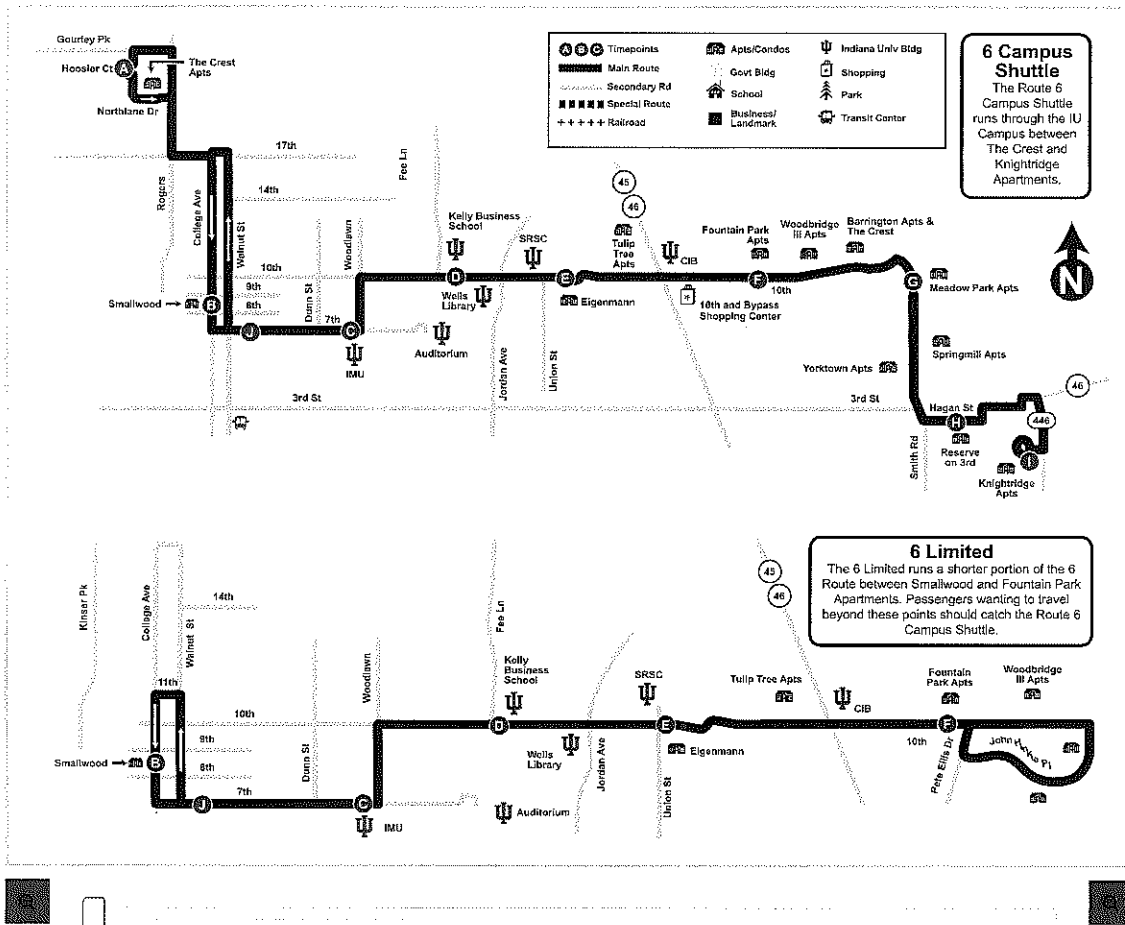 Gourley Pk
Hoosier Ct
A
The Crest
Apts
Northlane Dr
A B C Timepoints
Main Route
Secondary Rd
Special Route
Railroad
Apts/Condos
Govt Bldg
School
Business/
Landmark
Indiana Univ Bldg
Shopping
Park
Transit Center
6 Campus
Shuttle
The Route 6
Campus Shuttle
runs through the IU
Campus between
The Crest and
Knightridge
Apartments.
17th
14th
Rogers
College Ave
Walnut St
Fee Ln
Woodlawn
Dunn St
10th
9th
6th
7th
Smallwood
B
J
C
IMU
Kelly Business
School
D
Wells
Library
Auditorium
SRSC
E
Eigenmann
Jordan Ave
Union St
45
46
Tulip
Tree
Apts
CIB
10th and Bypass
Shopping Center
Fountain Park
Apts
F
10th
Woodbridge
III Apts
Barrington Apts &
The Crest
G
Meadow Park Apts
N
Springmill Apts
Yorktown Apts
3rd St
3rd St
Smith Rd
Hagan St
H
Reserve
on 3rd
46
446
I
Knightridge
Apts
6 Limited
The 6 Limited runs a shorter portion of the 6
Route between Smallwood and Fountain Park
Apartments. Passengers wanting to travel
beyond these points should catch the Route 6
Campus Shuttle.
Kinser Pk
College Ave
Walnut St
14th
11th
10th
9th
6th
7th
Smallwood
B
J
Dunn St
Woodlawn
C
IMU
Fee Ln
Kelly
Business
School
D
Wells
Library
Auditorium
Jordan Ave
SRSC
E
Eigenmann
Union St
Tulip Tree Apts
45
46
CIB
Fountain
Park Apts
F
10th
Pete Ellis Dr
Woodbridge
III Apts
John Hinkle Pl